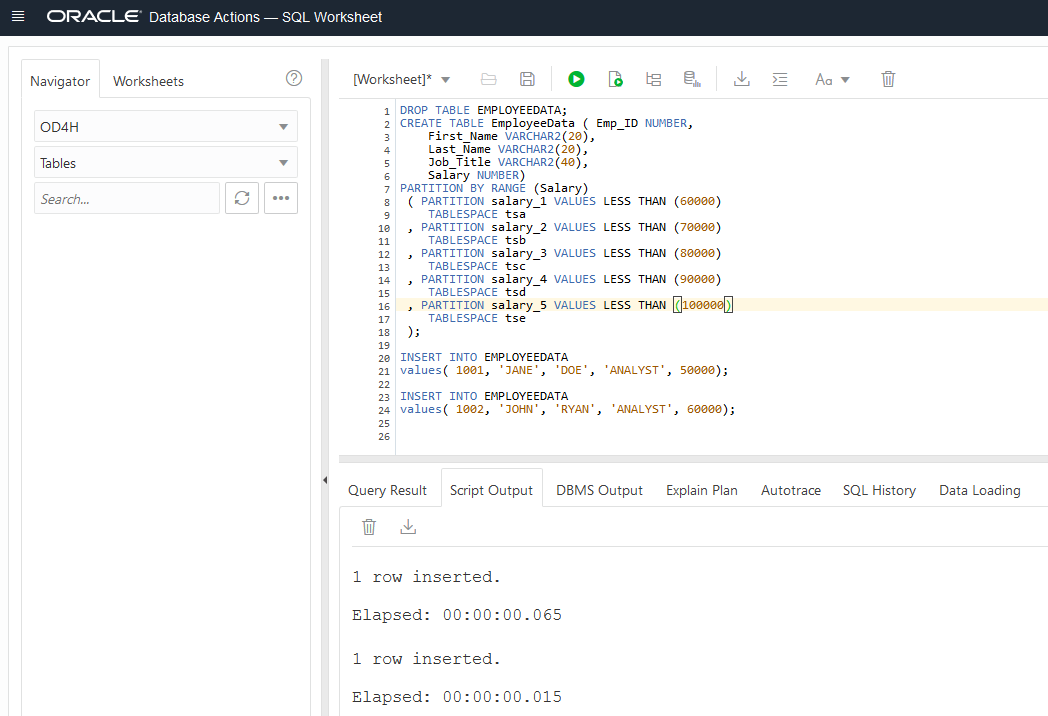 ORACLE Database Actions — SQL Worksheet
Navigator
Worksheets
OD4H
Tables
Search...
[Worksheet]*
Aa
1 DROP TABLE EMPLOYEEDATA;
2 CREATE TABLE EmployeeData ( Emp_ID NUMBER,
3 First_Name VARCHAR2(20),
4 Last_Name VARCHAR2(20),
5 Job_Title VARCHAR2(40),
6 Salary NUMBER)
7 PARTITION BY RANGE (Salary)
8 ( PARTITION salary_1 VALUES LESS THAN (60000)
9 TABLESPACE tsa
10 , PARTITION salary_2 VALUES LESS THAN (70000)
11 TABLESPACE tsb
12 , PARTITION salary_3 VALUES LESS THAN (80000)
13 TABLESPACE tsc
14 , PARTITION salary_4 VALUES LESS THAN (90000)
15 TABLESPACE tsd
16 , PARTITION salary_5 VALUES LESS THAN (100000)
17 TABLESPACE tse
18 );
19
20 INSERT INTO EMPLOYEEDATA
21 values( 1001, 'JANE', 'DOE', 'ANALYST', 50000);
22
23 INSERT INTO EMPLOYEEDATA
24 values( 1002, 'JOHN', 'RYAN', 'ANALYST', 60000);
25
26
Query Result Script Output DBMS Output Explain Plan Autotrace SQL History Data Loading
1 row inserted.
Elapsed: 00:00:00.065
1 row inserted.
Elapsed: 00:00:00.015